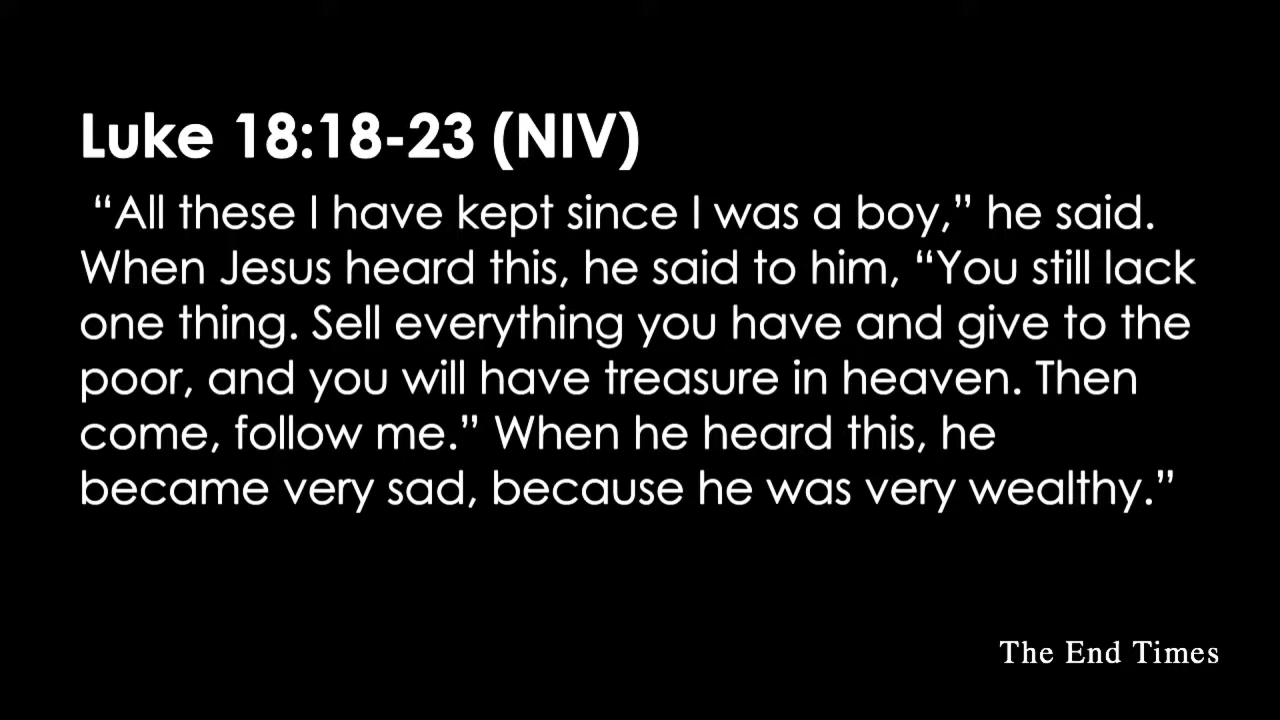 Luke 18:18-23 (NIV)
“All these I have kept since I was a boy,” he said.
When Jesus heard this, he said to him, “You still lack
one thing. Sell everything you have and give to the
poor, and you will have treasure in heaven. Then
come, follow me.” When he heard this, he
became very sad, because he was very wealthy.”
The End Times